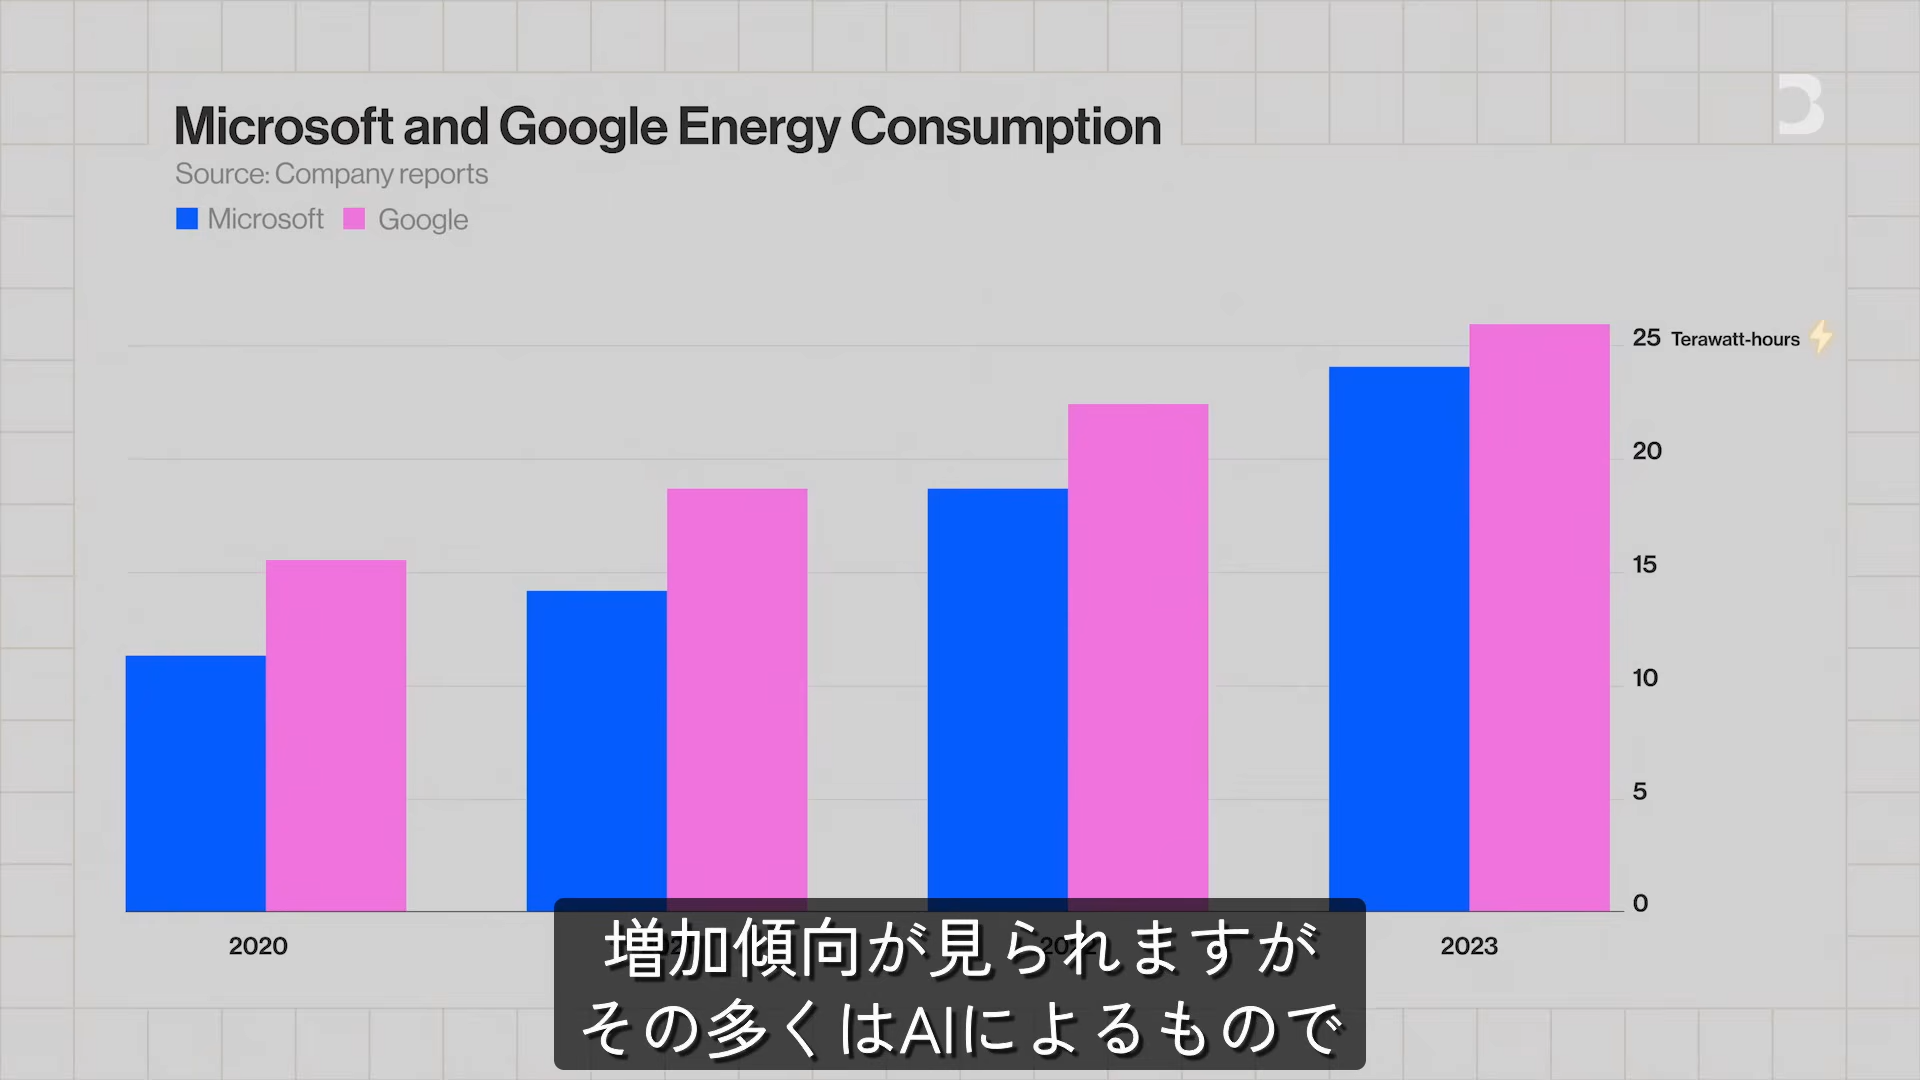 Microsoft and Google Energy Consumption
Source: Company reports
Microsoft Google
25 Terawatt-hours
20
15
10
5
0
2020 2022 2023
増加傾向が見られますが
その多くはAIによるもので